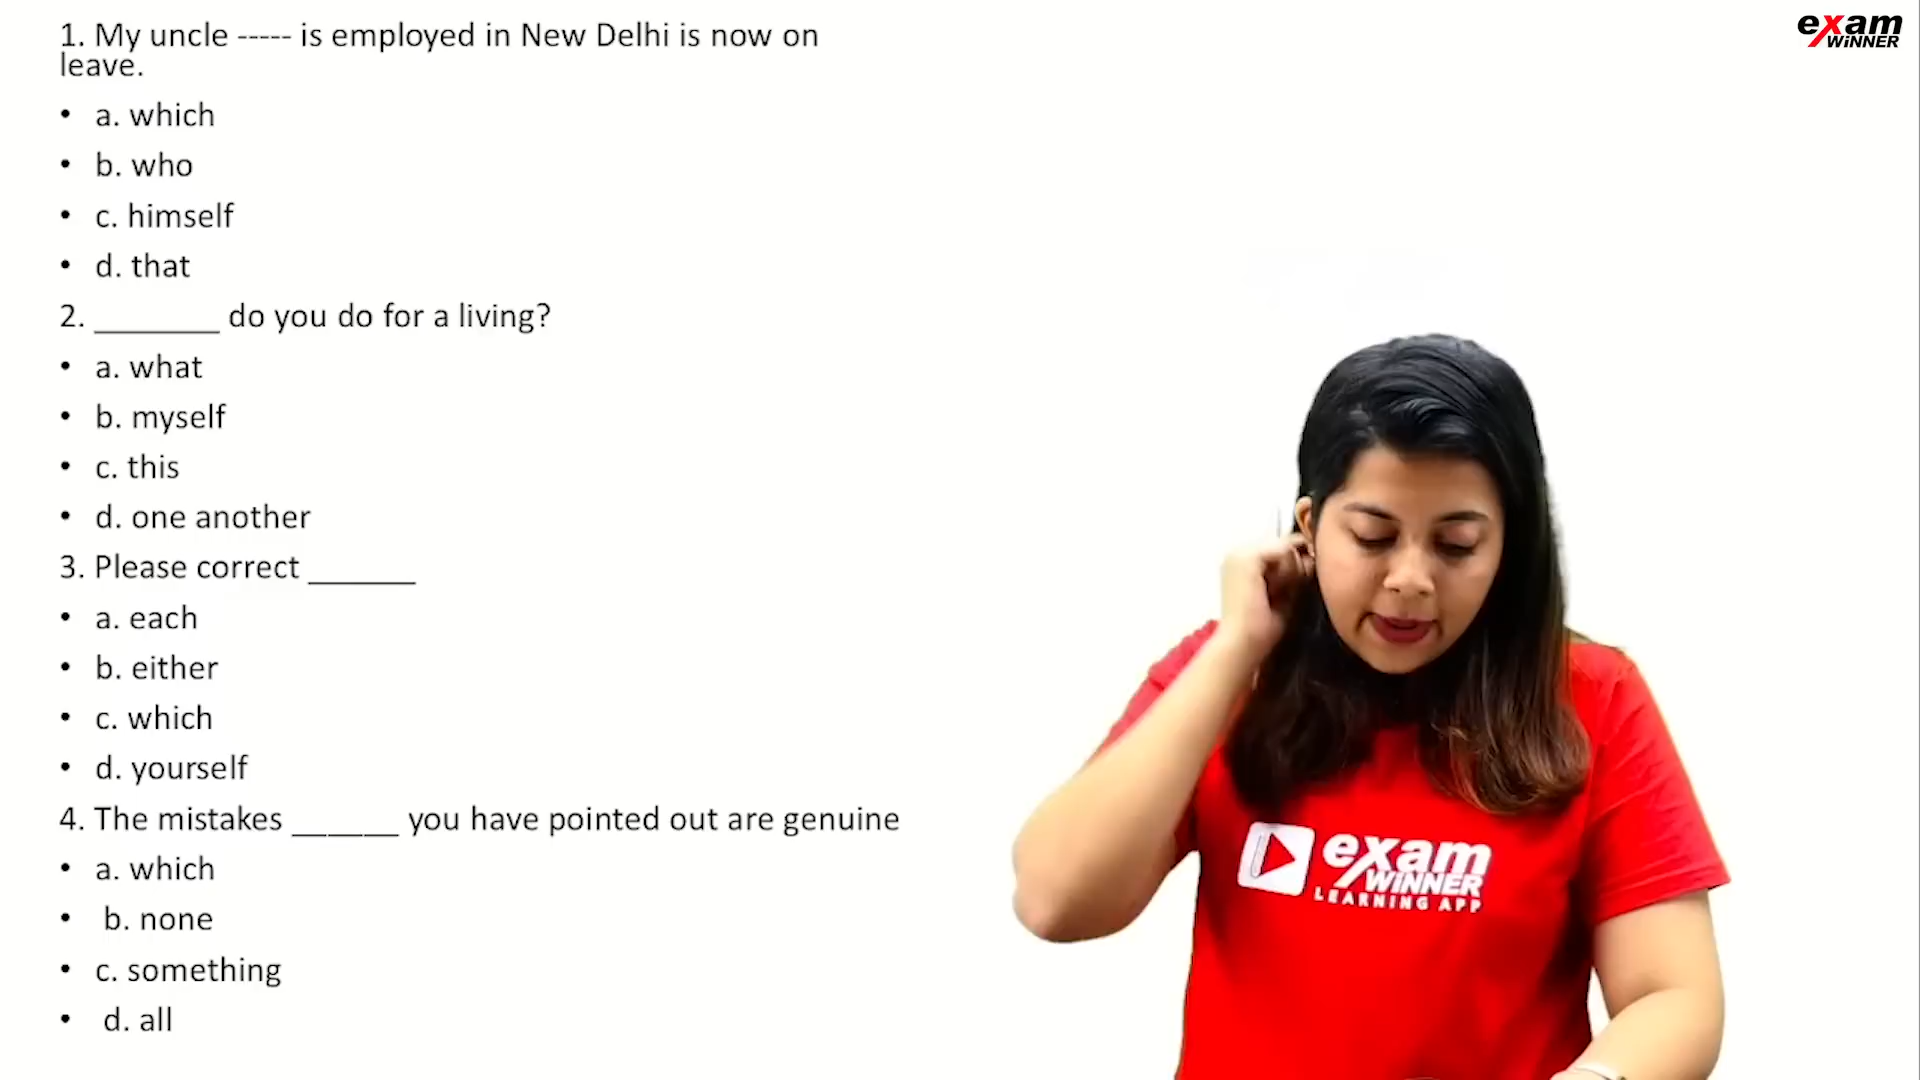 1. My uncle ----- is employed in New Delhi is now on
leave.
• a. which
• b. who
• c. himself
• d. that
2. _______ do you do for a living?
• a. what
• b. myself
• c. this
• d. one another
3. Please correct ______
• a. each
• b. either
• c. which
• d. yourself
4. The mistakes ______ you have pointed out are genuine
• a. which
• b. none
• c. something
• d. all
exam
WiNNER
exam
WiNNER
LEARNING APP